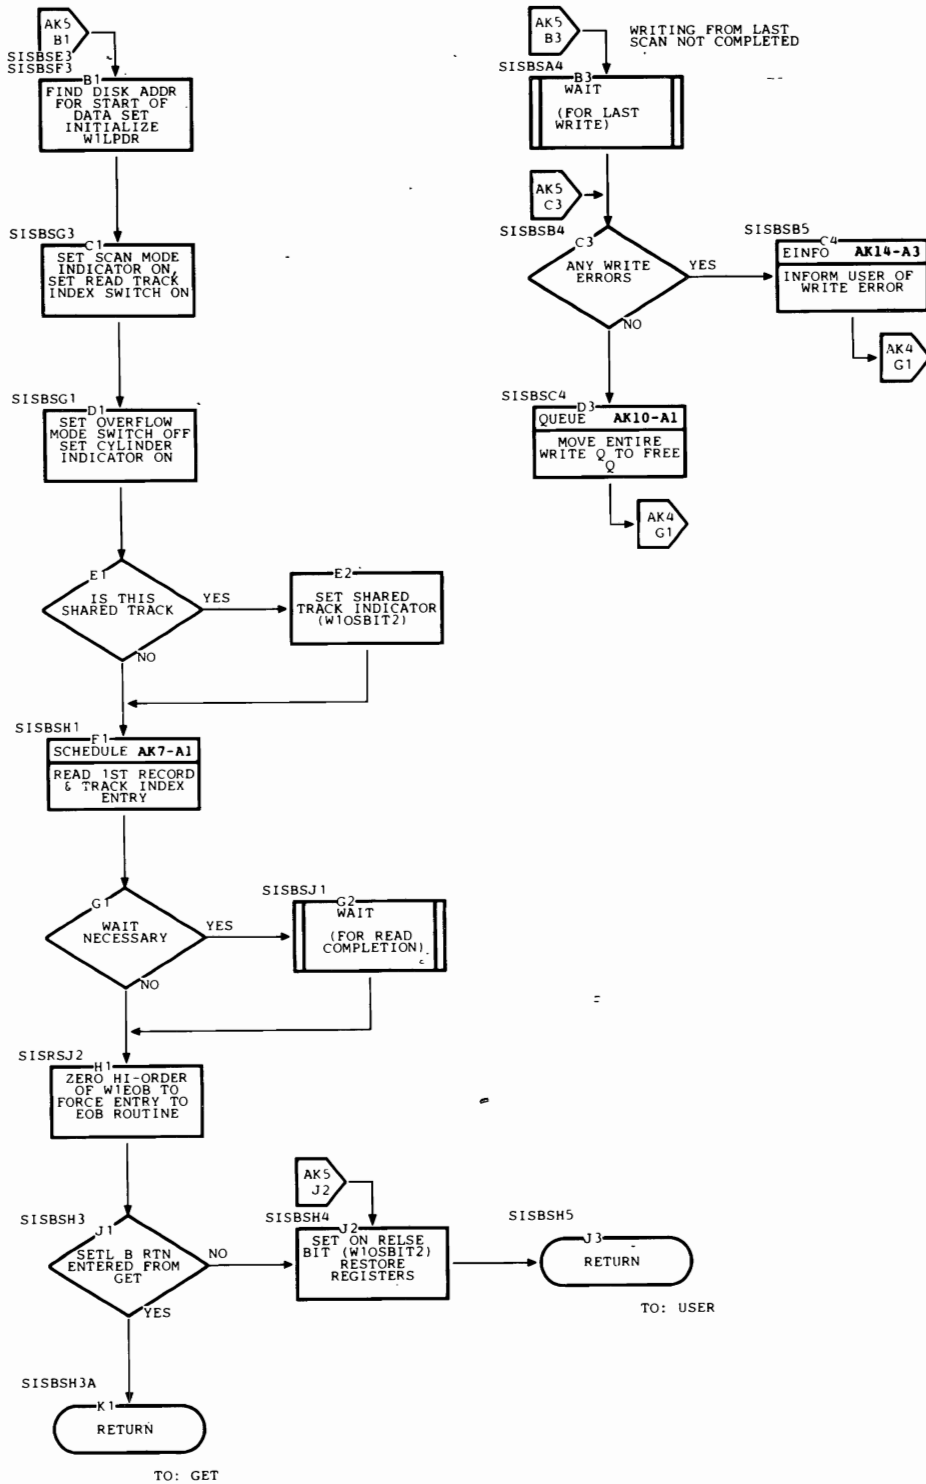 AK5
B1
SISBSE3
SISBSF3
B1
FIND DISK ADDR
FOR START OF
DATA SET
INITIALIZE
W1LPDR
SISBSG3
C1
SET SCAN MODE
INDICATOR ON,
SET READ TRACK
INDEX SWITCH ON
SISBSG1
D1
SET OVERFLOW
MODE SWITCH OFF
SET CYLINDER
INDICATOR ON
E1
IS THIS
SHARED TRACK
YES
NO
E2
SET SHARED
TRACK INDICATOR
(W1OSBIT2)
SISBSH1
F1
SCHEDULE AK7-A1
READ 1ST RECORD
& TRACK INDEX
ENTRY
G1
WAIT
NECESSARY
YES
NO
SISBSJ1
G2
WAIT
(FOR READ
COMPLETION)
SISRSJ2
H1
ZERO HI-ORDER
OF W1EOB TO
FORCE ENTRY TO
EOB ROUTINE
SISBSH3
J1
SETL B RTN
ENTERED FROM
GET
NO
YES
AK5
J2
SISBSH4
J2
SET ON RELSE
BIT (W1OSBIT2)
RESTORE
REGISTERS
SISBSH5
J3
RETURN
TO: USER
SISBSH3A
K1
RETURN
TO: GET
AK5
B3
WRITING FROM LAST
SCAN NOT COMPLETED
SISBSA4
B3
WAIT
(FOR LAST
WRITE)
AK5
C3
SISBSB4
C3
ANY WRITE
ERRORS
YES
NO
SISBSB5
C4
EINFO AK14-A3
INFORM USER OF
WRITE ERROR
AK4
G1
SISBSC4
D3
QUEUE AK10-A1
MOVE ENTIRE
WRITE Q TO FREE
Q
AK4
G1